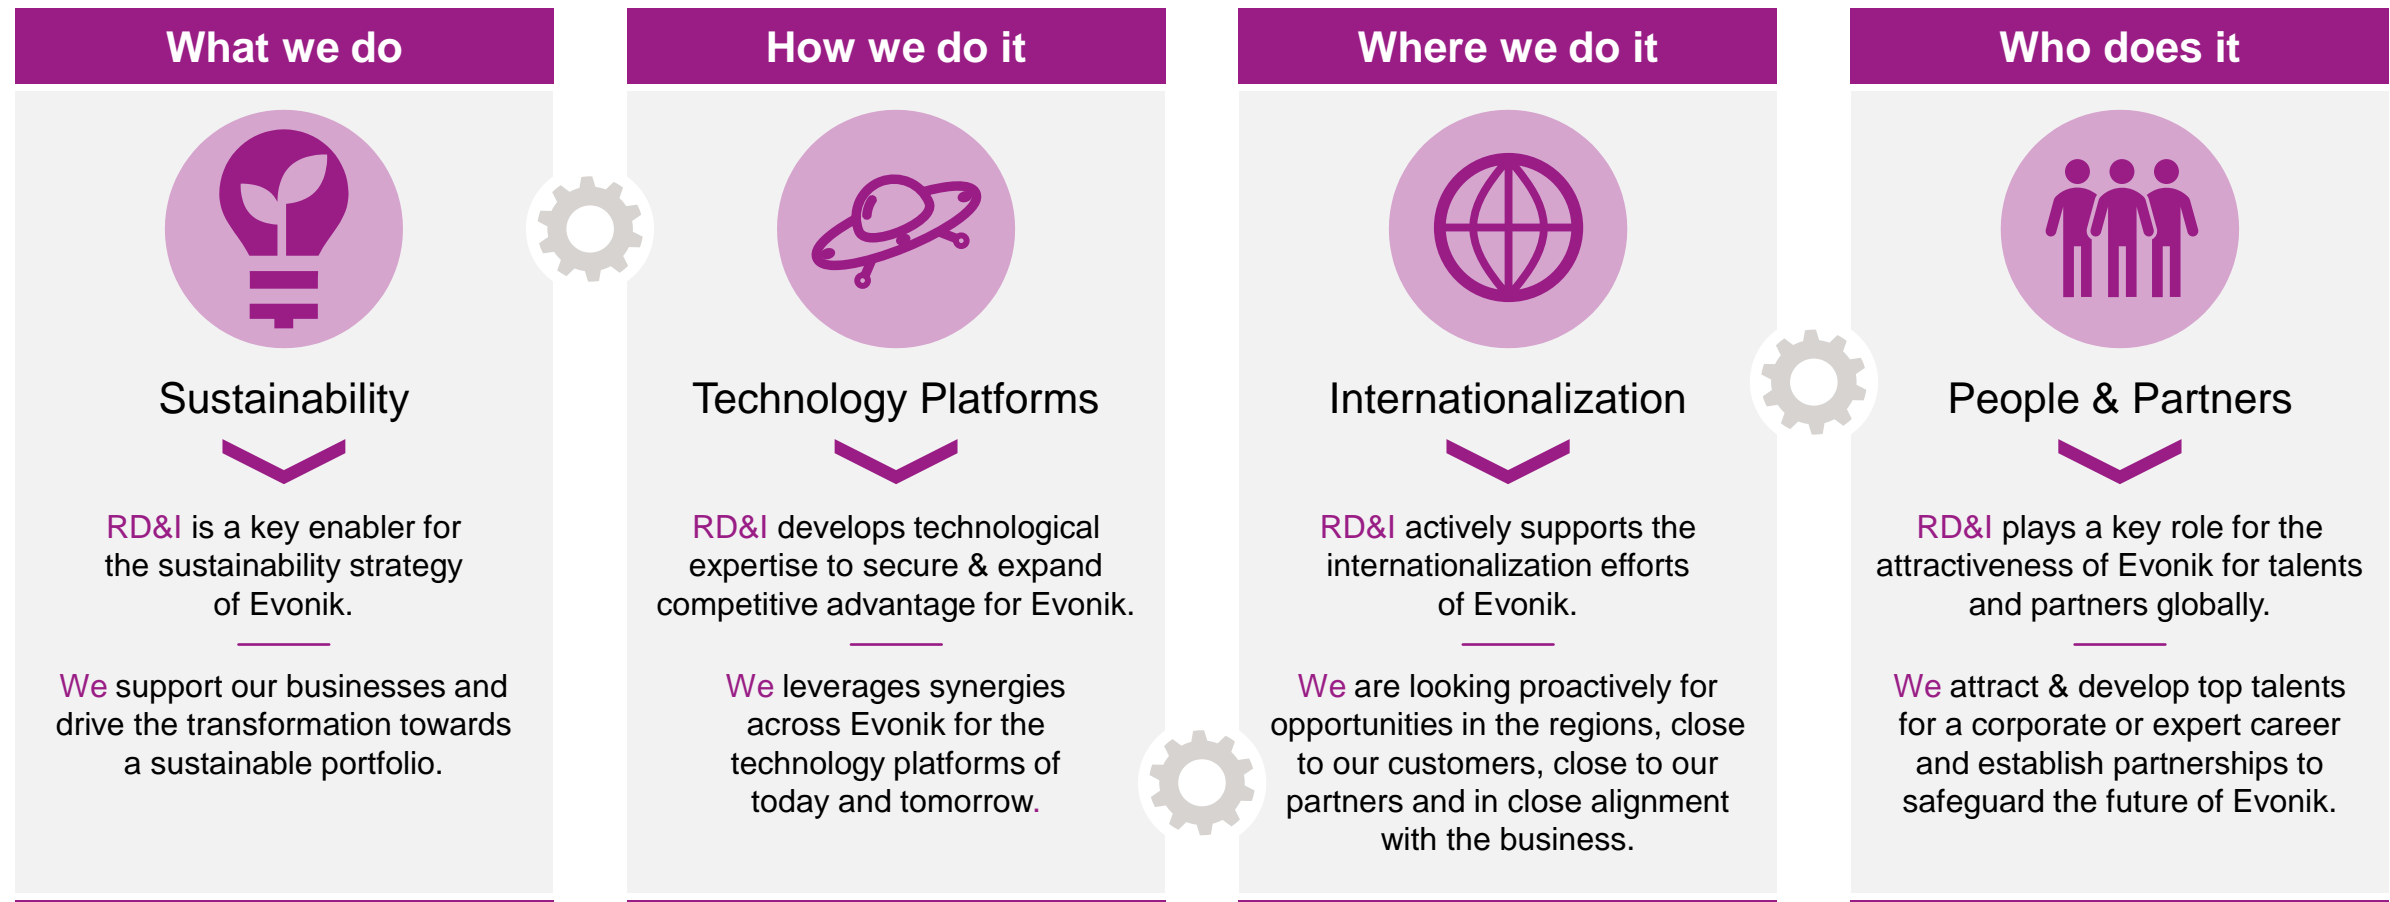 What we do
Sustainability
RD&I is a key enabler for
the sustainability strategy
of Evonik.
We support our businesses and
drive the transformation towards
a sustainable portfolio.
How we do it
Technology Platforms
RD&I develops technological
expertise to secure & expand
competitive advantage for Evonik.
We leverages synergies
across Evonik for the
technology platforms of
today and tomorrow.
Where we do it
Internationalization
RD&I actively supports the
internationalization efforts
of Evonik.
We are looking proactively for
opportunities in the regions, close
to our customers, close to our
partners and in close alignment
with the business.
Who does it
People & Partners
RD&I plays a key role for the
attractiveness of Evonik for talents
and partners globally.
We attract & develop top talents
for a corporate or expert career
and establish partnerships to
safeguard the future of Evonik.